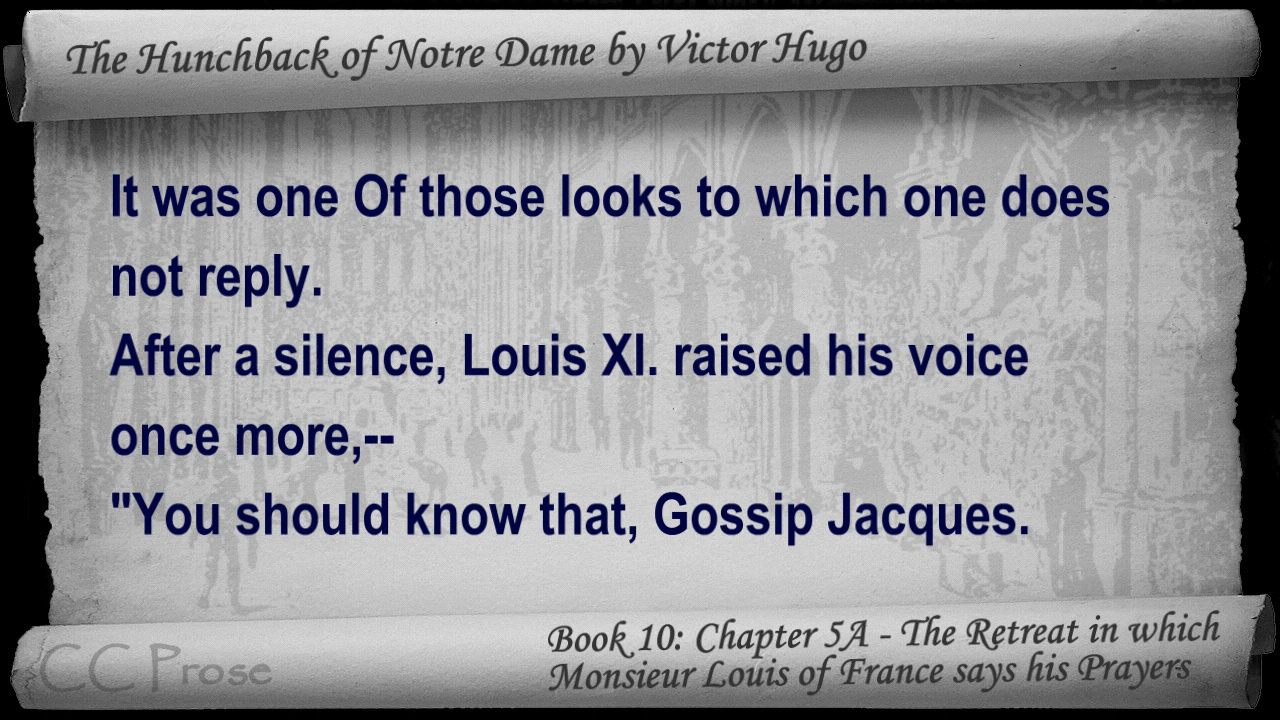 The Hunchback of Notre Dame by Victor Hugo
It was one Of those looks to which one does
not reply.
After a silence, Louis XI. raised his voice
once more,--
"You should know that, Gossip Jacques.
CC Prose
Book 10: Chapter 5A - The Retreat in which
Monsieur Louis of France says his Prayers